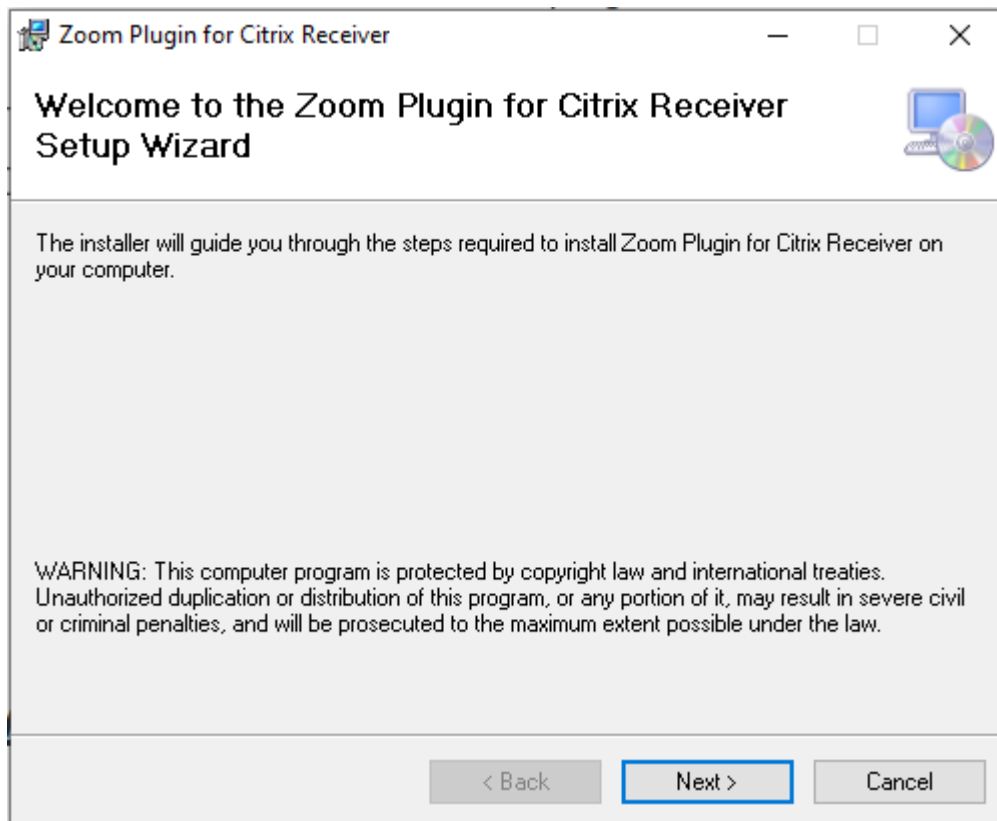 Zoom Plugin for Citrix Receiver
Welcome to the Zoom Plugin for Citrix Receiver
Setup Wizard
The installer will guide you through the steps required to install Zoom Plugin for Citrix Receiver on
your computer.
WARNING: This computer program is protected by copyright law and international treaties.
Unauthorized duplication or distribution of this program, or any portion of it, may result in severe civil
or criminal penalties, and will be prosecuted to the maximum extent possible under the law.
< Back
Next >
Cancel